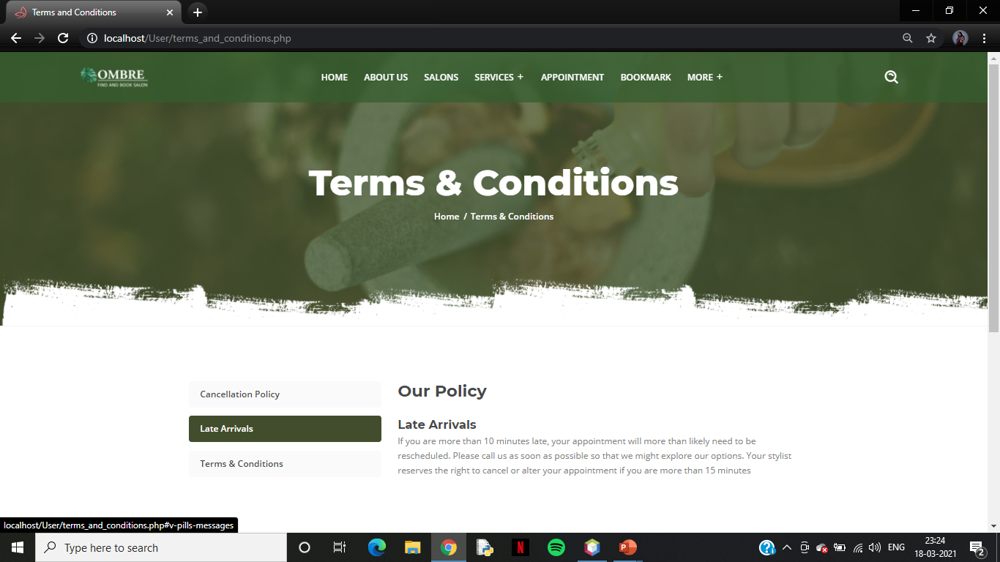 Terms and Conditions
localhost/User/terms_and_conditions.php
OMBRE
FIND AND BOOK SALON
HOME ABOUT US SALONS SERVICES + APPOINTMENT BOOKMARK MORE +
Terms & Conditions
Home / Terms & Conditions
Cancellation Policy
Late Arrivals
Terms & Conditions
Our Policy
Late Arrivals
If you are more than 10 minutes late, your appointment will more than likely need to be
rescheduled. Please call us as soon as possible so that we might explore our options. Your stylist
reserves the right to cancel or alter your appointment if you are more than 15 minutes
localhost/User/terms_and_conditions.php#v-pills-messages
Type here to search
N
P
ENG
23:24
18-03-2021
2